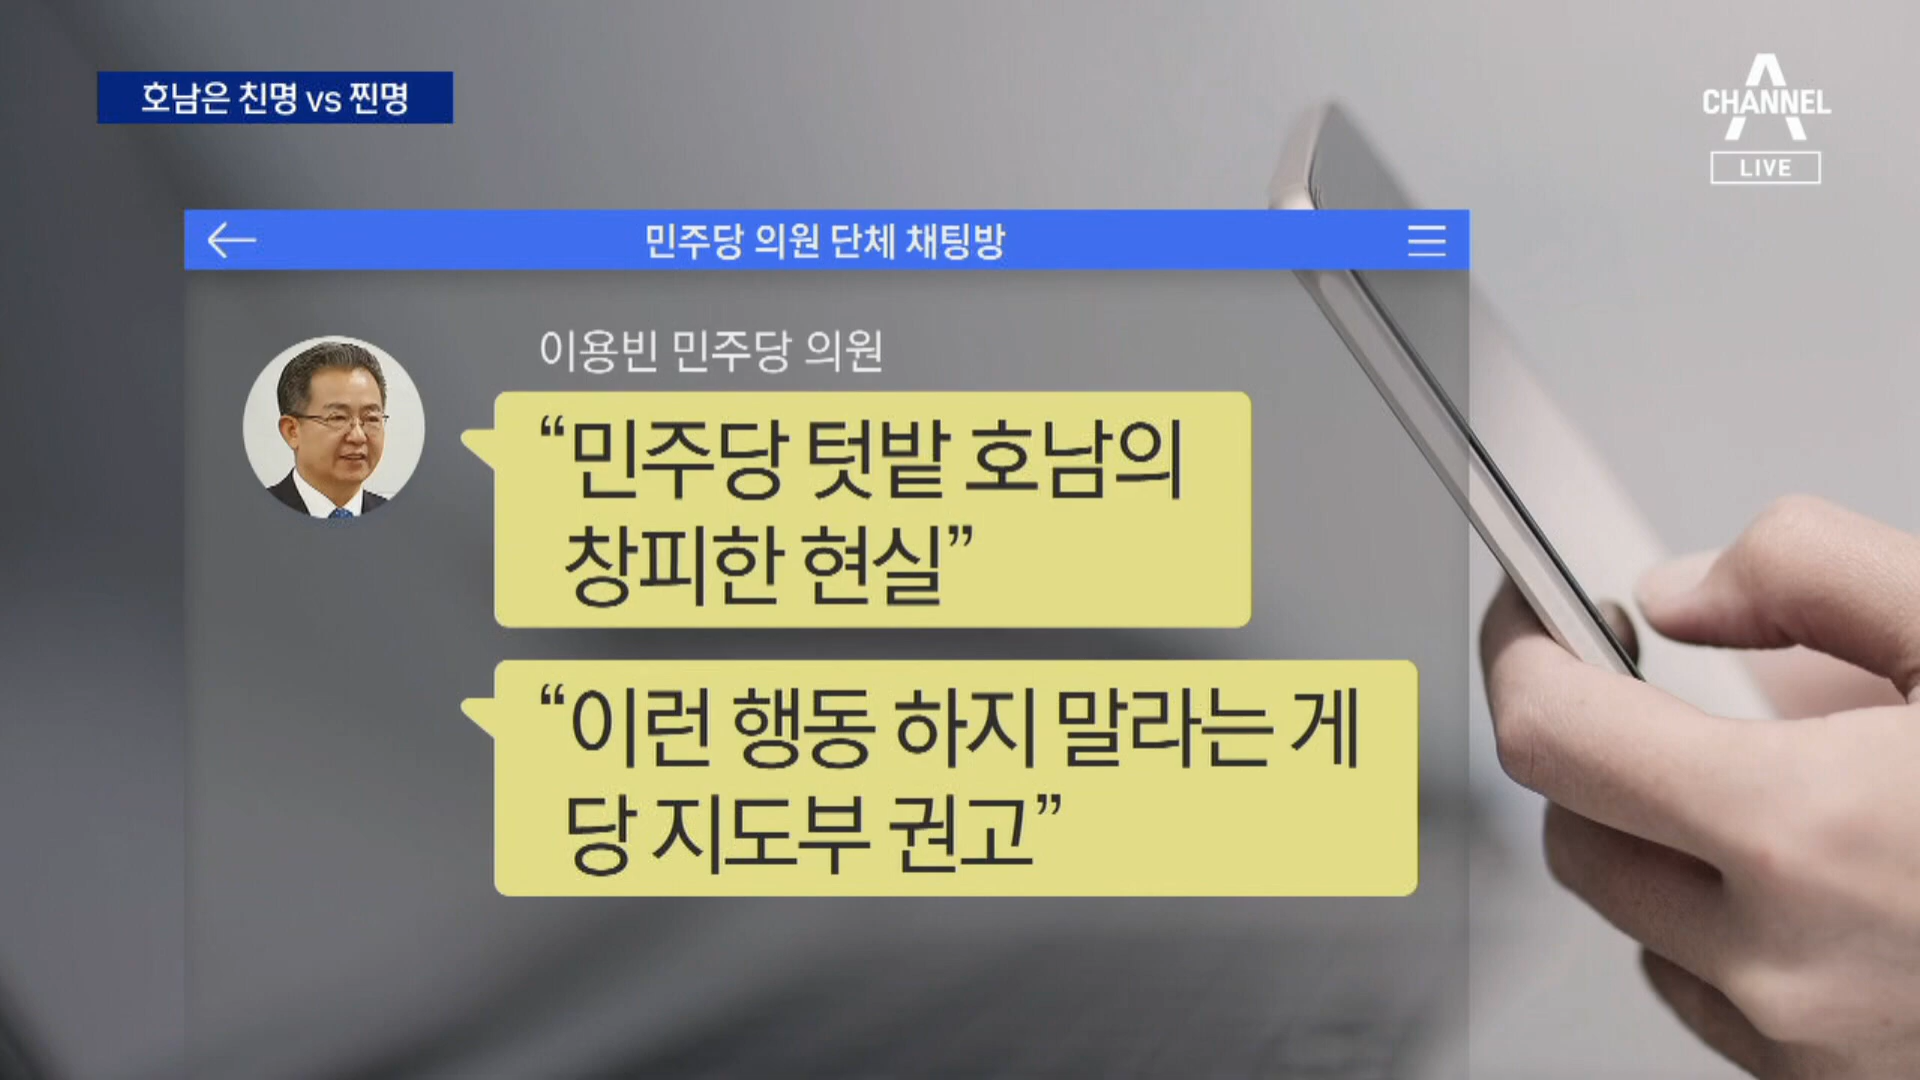 호남은 친명 vs 찐명
CHANNEL A
LIVE
민주당 의원 단체 채팅방
이용빈 민주당 의원
“민주당 텃밭 호남의
창피한 현실”
“이런 행동 하지 말라는 게
당 지도부 권고”